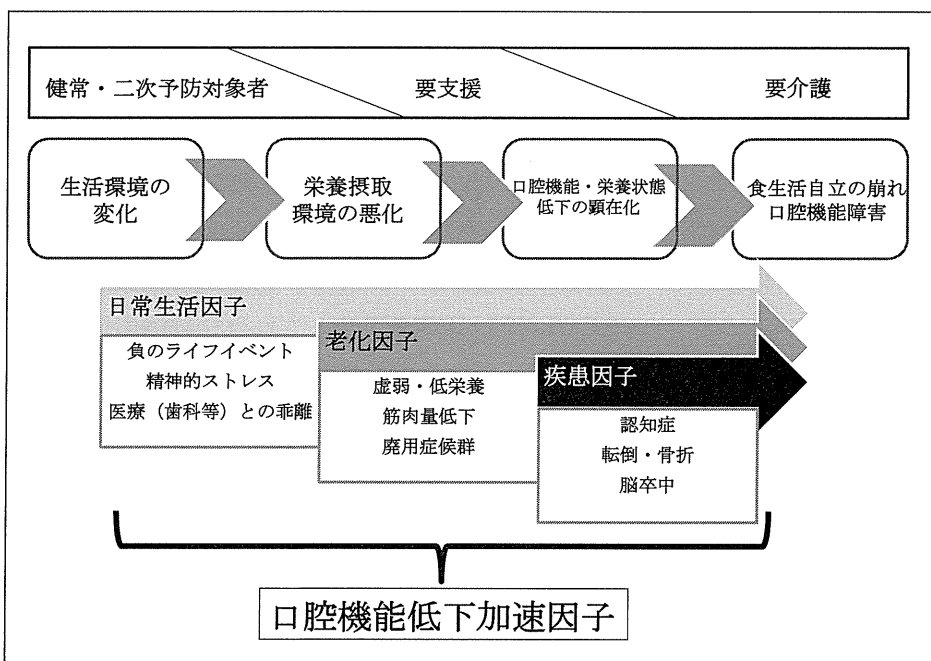 健常・二次予防対象者
要支援
要介護
生活環境の
変化
栄養摂取
環境の悪化
口腔機能・栄養状態
低下の顕在化
食生活自立の崩れ
口腔機能障害
日常生活因子
負のライフイベント
精神的ストレス
医療（歯科等）との乖離
老化因子
虚弱・低栄養
筋肉量低下
廃用症候群
疾患因子
認知症
転倒・骨折
脳卒中
口腔機能低下加速因子